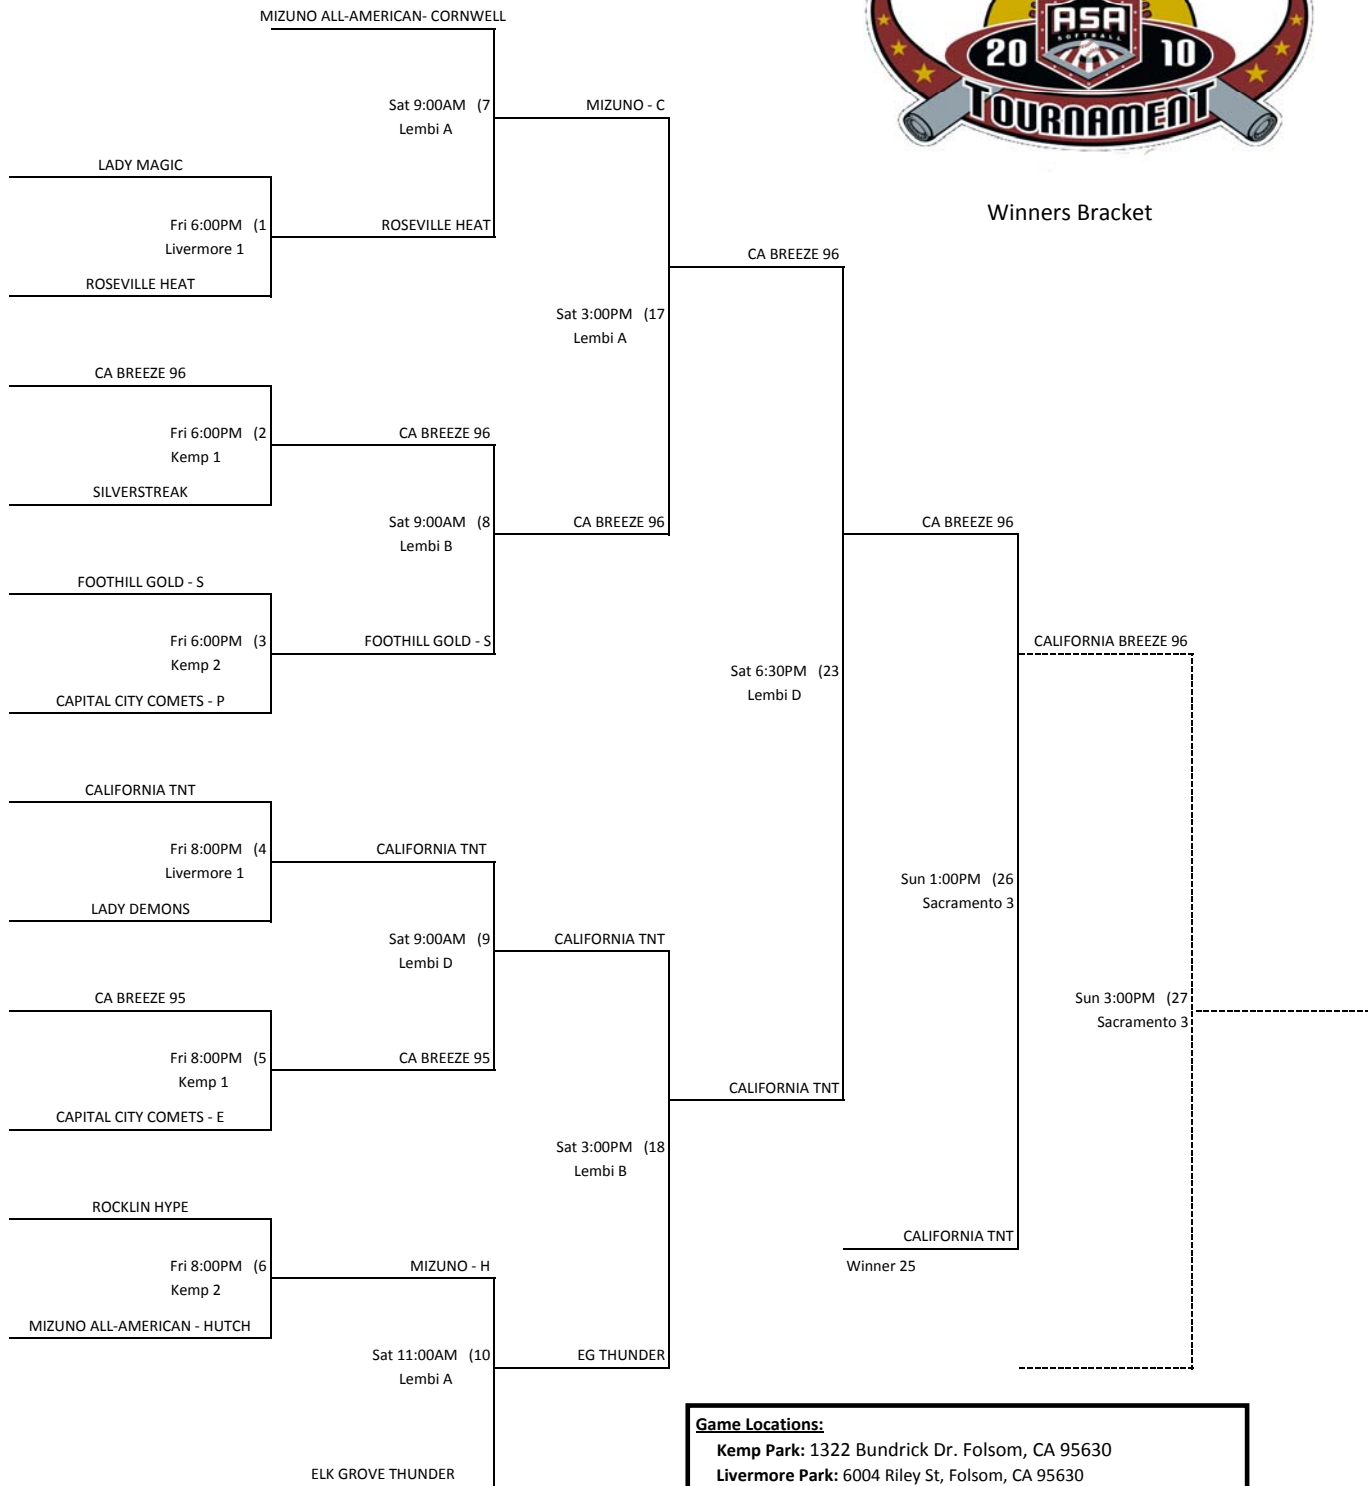 MIZUNO ALL-AMERICAN- CORNWELL
ASA
SOFTBALL
20 10
TOURNAMENT
Sat 9:00AM (7
Lembi A
MIZUNO - C
LADY MAGIC
Winners Bracket
Fri 6:00PM (1
Livermore 1
ROSEVILLE HEAT
CA BREEZE 96
ROSEVILLE HEAT
Sat 3:00PM (17
Lembi A
CA BREEZE 96
Fri 6:00PM (2
Kemp 1
CA BREEZE 96
SILVERSTREAK
Sat 9:00AM (8
Lembi B
CA BREEZE 96
CA BREEZE 96
FOOTHILL GOLD - S
Fri 6:00PM (3
Kemp 2
FOOTHILL GOLD - S
CALIFORNIA BREEZE 96
Sat 6:30PM (23
Lembi D
CAPITAL CITY COMETS - P
CALIFORNIA TNT
Fri 8:00PM (4
Livermore 1
CALIFORNIA TNT
Sun 1:00PM (26
Sacramento 3
LADY DEMONS
Sat 9:00AM (9
Lembi D
CALIFORNIA TNT
CA BREEZE 95
Sun 3:00PM (27
Sacramento 3
Fri 8:00PM (5
Kemp 1
CA BREEZE 95
CALIFORNIA TNT
CAPITAL CITY COMETS - E
Sat 3:00PM (18
Lembi B
ROCKLIN HYPE
CALIFORNIA TNT
Winner 25
Fri 8:00PM (6
Kemp 2
MIZUNO - H
MIZUNO ALL-AMERICAN - HUTCH
Sat 11:00AM (10
Lembi A
EG THUNDER
Game Locations:
Kemp Park: 1322 Bundrick Dr. Folsom, CA 95630
Livermore Park: 6004 Riley St, Folsom, CA 95630
ELK GROVE THUNDER